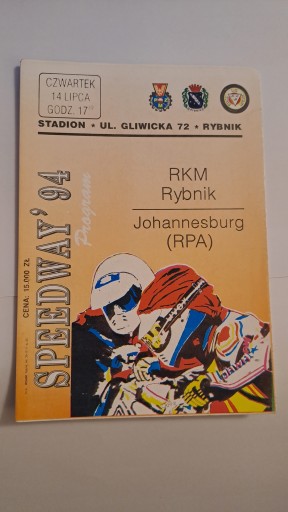 CZWARTEK
14 LIPCA
GODZ. 17
STADION ★ UL. GLIWICKA 72 ★ RYBNIK
SPEEDWAY' 94
Program
CENA: 15.000 ZŁ
RKM
Rybnik
Johannesburg
(RPA)